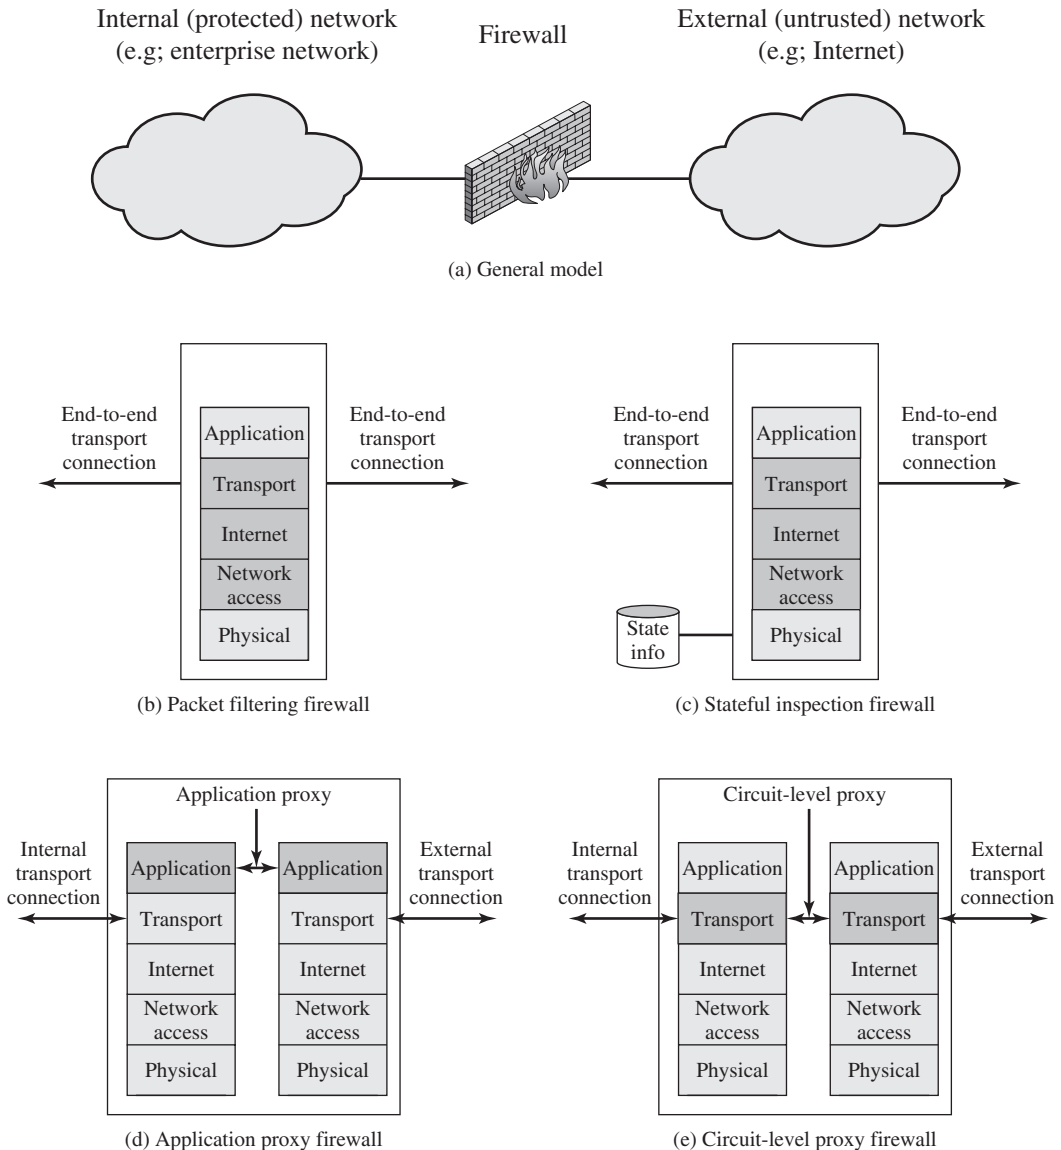 Internal (protected) network
(e.g; enterprise network)
Firewall
External (untrusted) network
(e.g; Internet)
(a) General model
End-to-end
transport
connection
Application
Transport
Internet
Network
access
Physical
End-to-end
transport
connection
(b) Packet filtering firewall
End-to-end
transport
connection
State
info
Application
Transport
Internet
Network
access
Physical
End-to-end
transport
connection
(c) Stateful inspection firewall
Application proxy
Internal
transport
connection
Application
Transport
Internet
Network
access
Physical
Application
Transport
Internet
Network
access
Physical
External
transport
connection
(d) Application proxy firewall
Circuit-level proxy
Internal
transport
connection
Application
Transport
Internet
Network
access
Physical
Application
Transport
Internet
Network
access
Physical
External
transport
connection
(e) Circuit-level proxy firewall